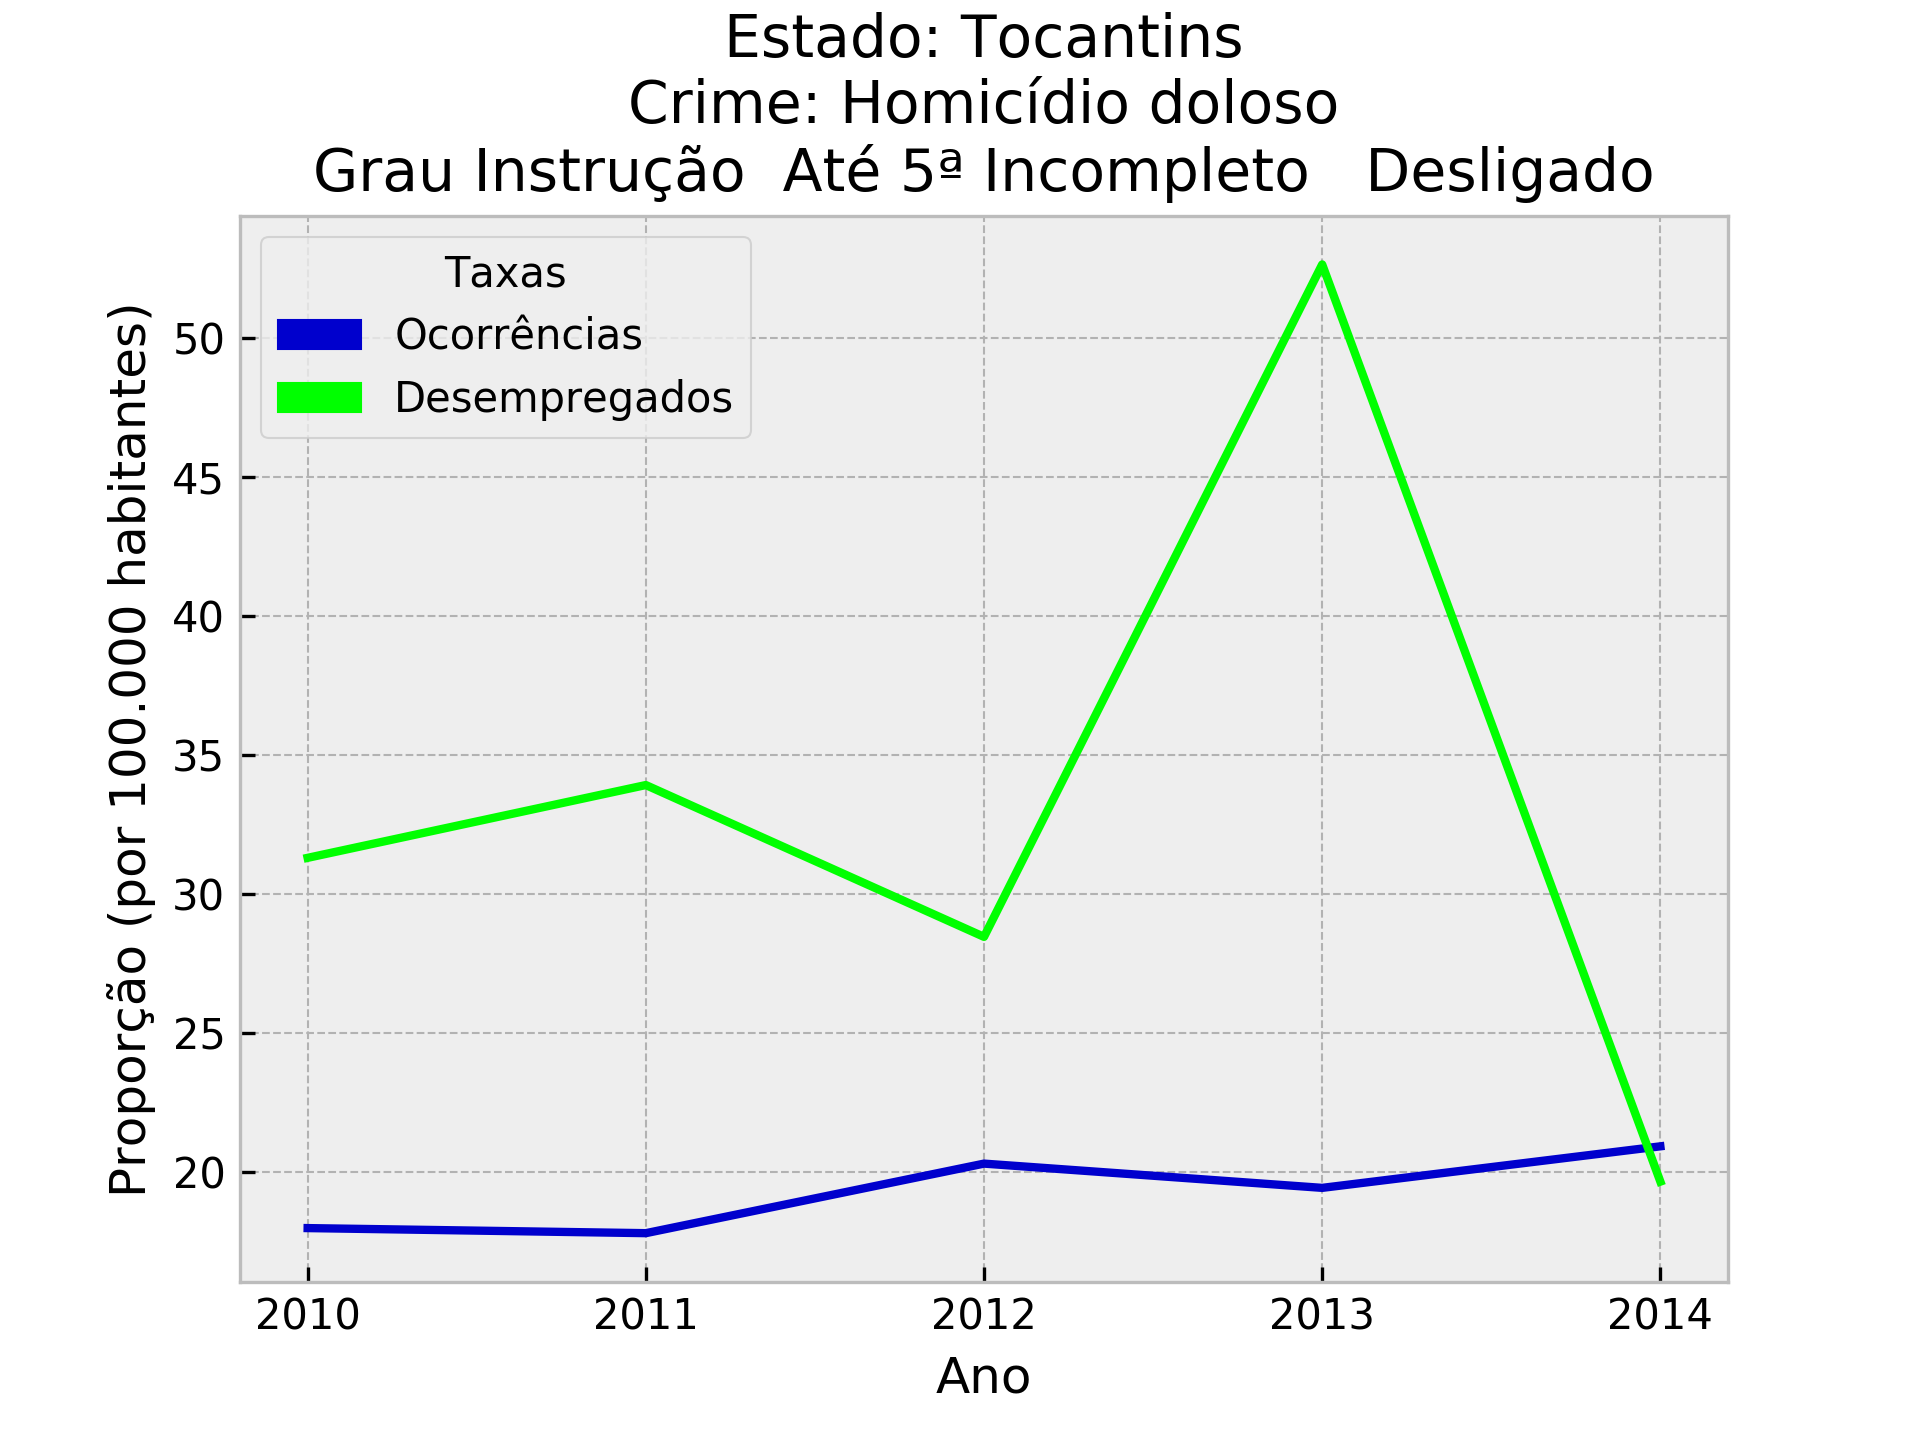 Estado: Tocantins
Crime: Homicídio doloso
Grau Instrução  Até 5ª Incompleto   Desligado
Taxas
Ocorrências
Desempregados
Proporção (por 100.000 habitantes)
50
45
40
35
30
25
20
2010 2011 2012 2013 2014
Ano